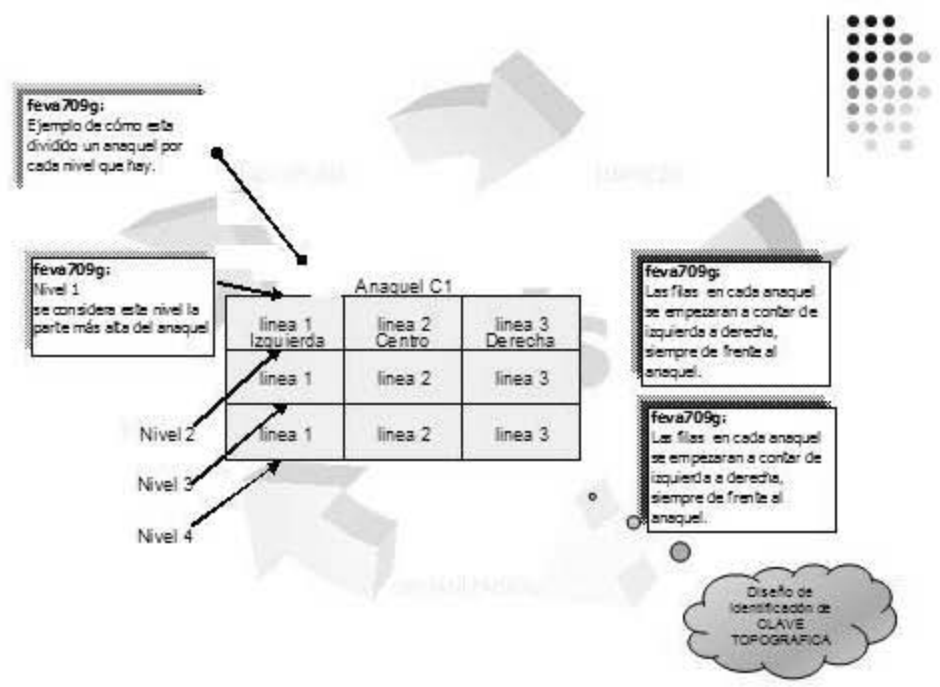 feva709g:
Ejemplo de cómo esta
dividido un anaquel por
cada nivel que hay.
feva709g:
Nivel 1
se considera este nivel la
parte más alta del anaquel
Anaquel C1
linea 1
Izquierda
linea 2
Centro
linea 3
Derecha
linea 1
linea 2
linea 3
linea 1
linea 2
linea 3
Nivel 2
Nivel 3
Nivel 4
feva709g:
Las filas en cada anaquel
se empezaran a contar de
izquierda a derecha,
siempre de frente al
anaquel.
feva709g:
Las filas en cada anaquel
se empezaran a contar de
izquierda a derecha,
siempre de frente al
anaquel.
Diseño de
Identificación de
CLAVE
TOPOGRAFICA